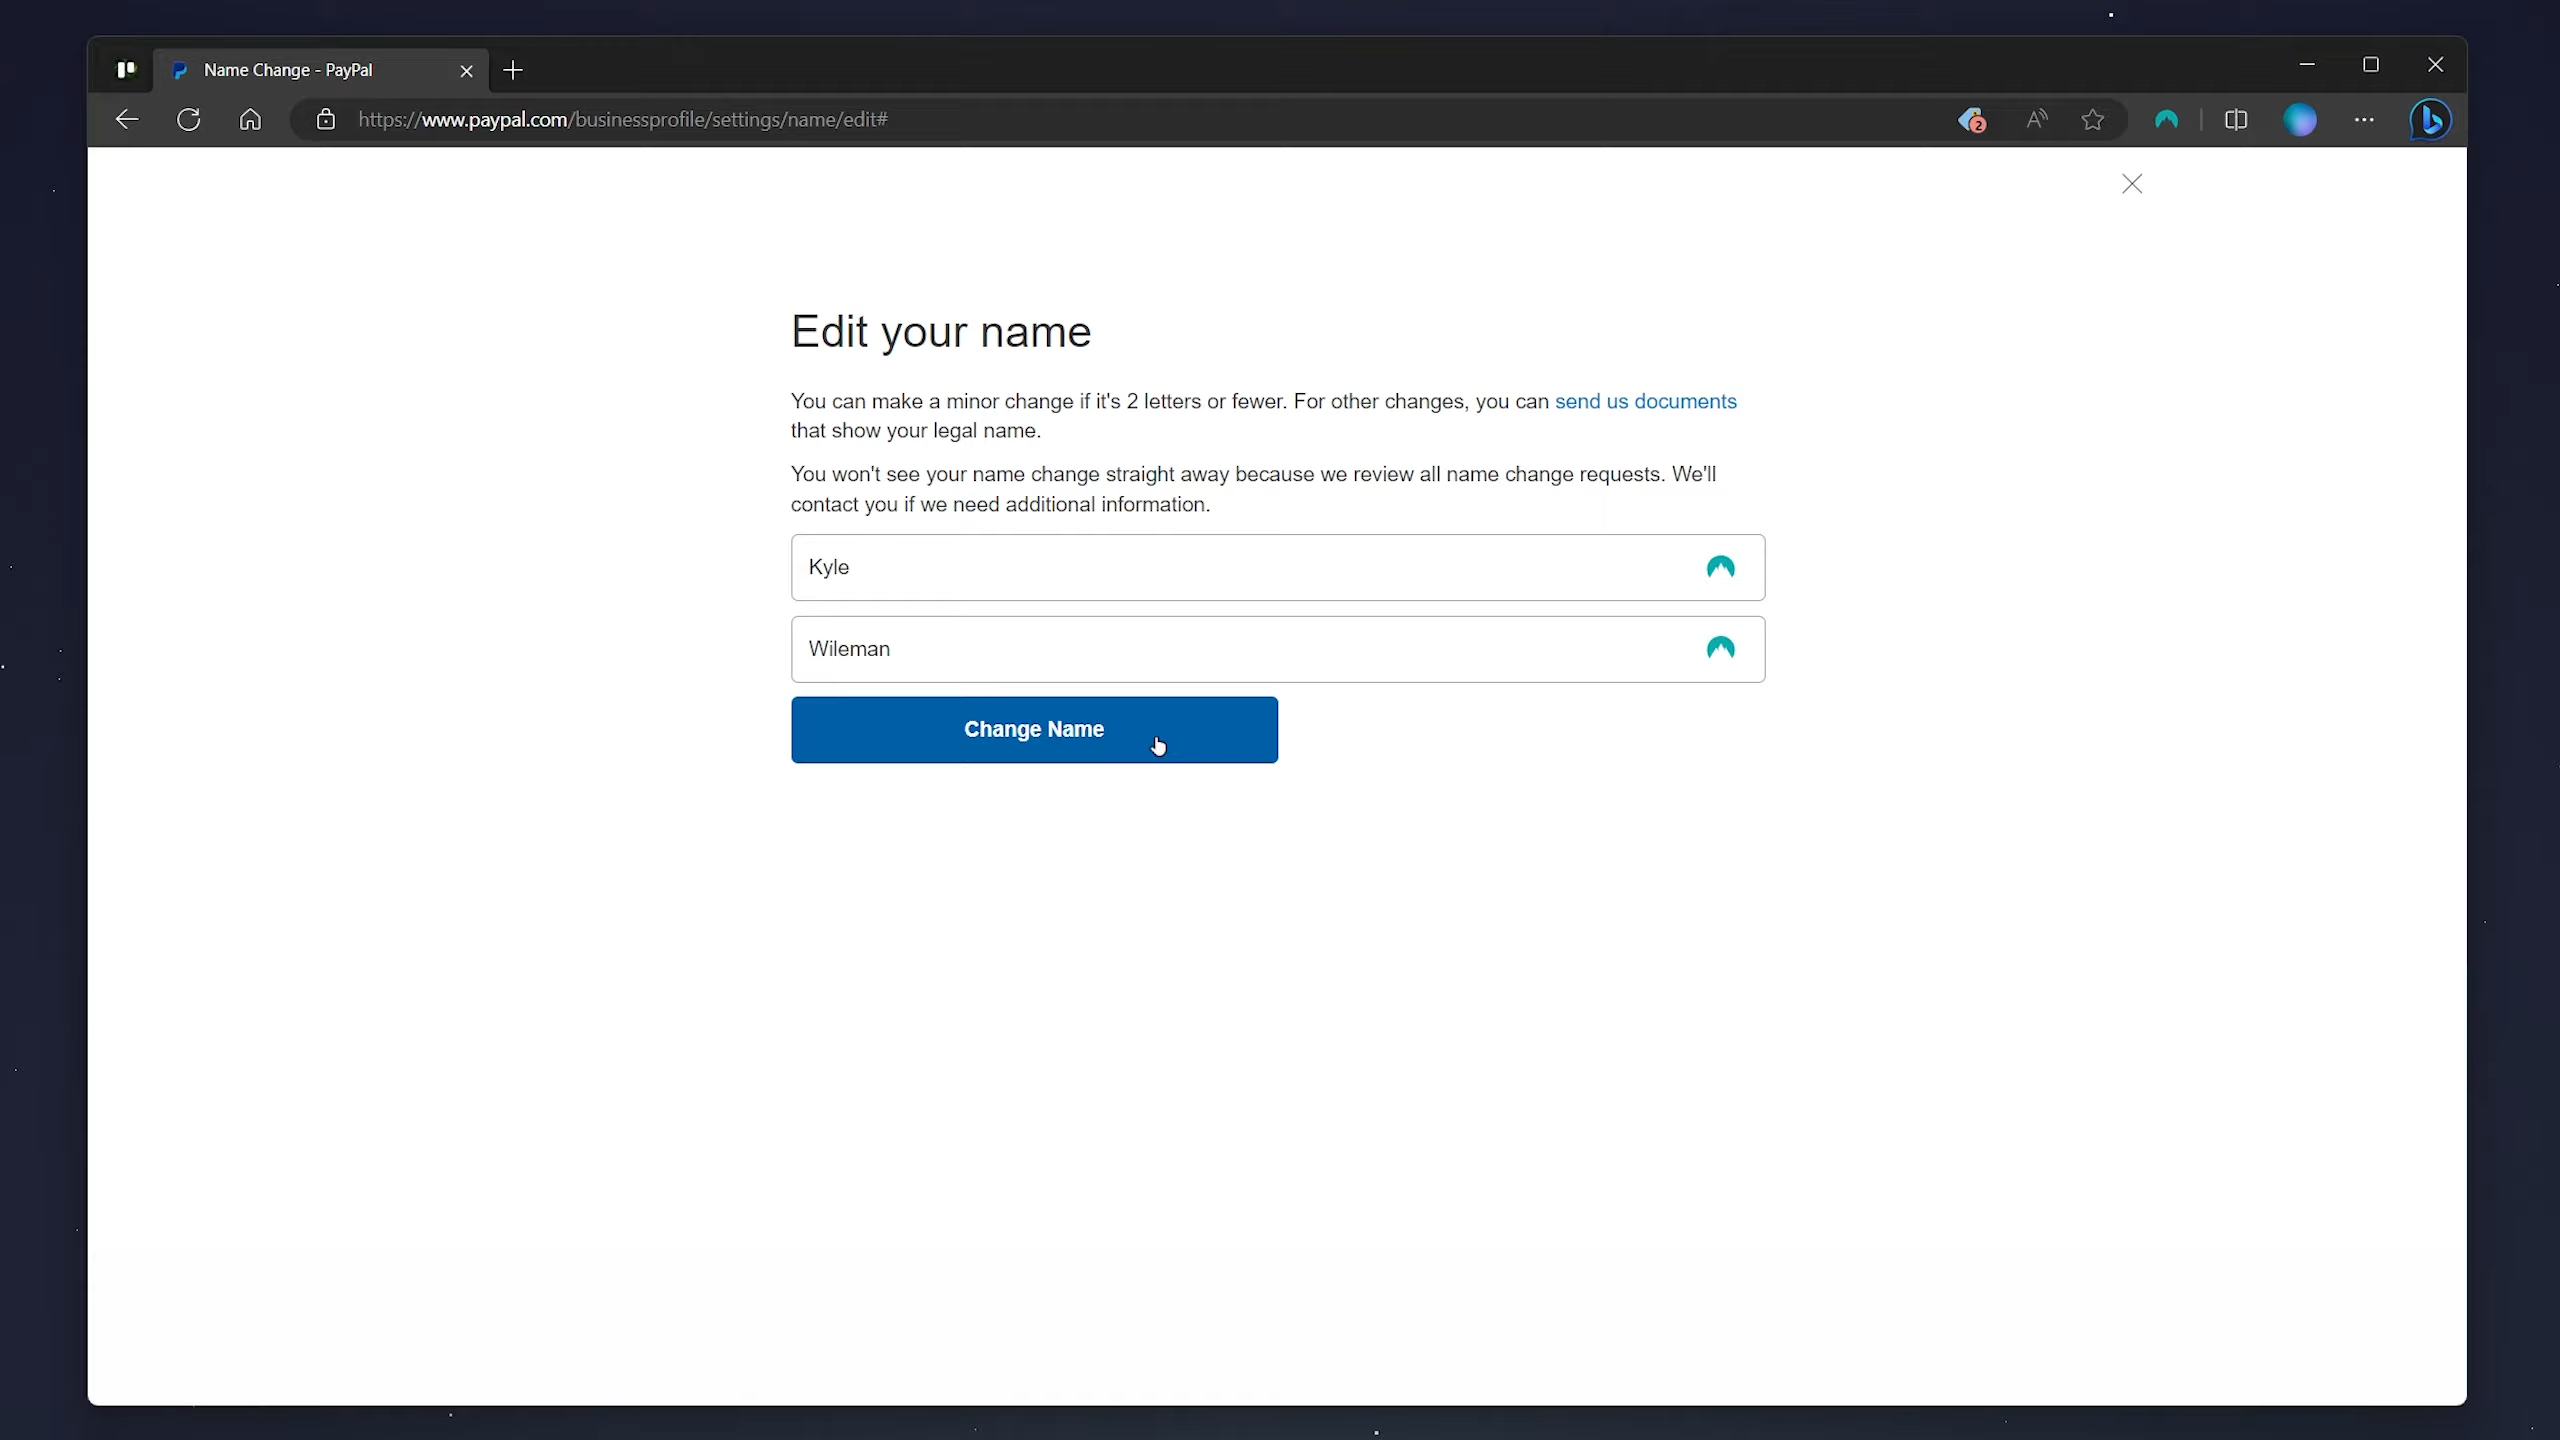 Name Change - PayPal
https://www.paypal.com/businessprofile/settings/name/edit#
2
Edit your name
You can make a minor change if it's 2 letters or fewer. For other changes, you can send us documents
that show your legal name.
You won't see your name change straight away because we review all name change requests. We'll
contact you if we need additional information.
Kyle
Wileman
Change Name